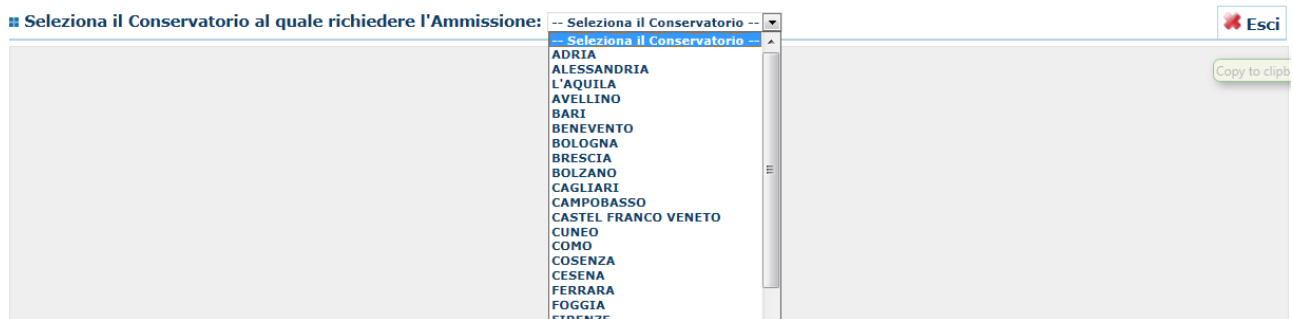 Seleziona il Conservatorio al quale richiedere l'Ammissione: -- Seleziona il Conservatorio -- Esci
-- Seleziona il Conservatorio --
ADRIA
ALESSANDRIA
L'AQUILA
AVELLINO
BARI
BENEVENTO
BOLOGNA
BRESCIA
BOLZANO
CAGLIARI
CAMPOBASSO
CASTEL FRANCO VENETO
CUNEO
COMO
COSENZA
CESENA
FERRARA
FOGGIA
FIRENZE
Copy to clipb